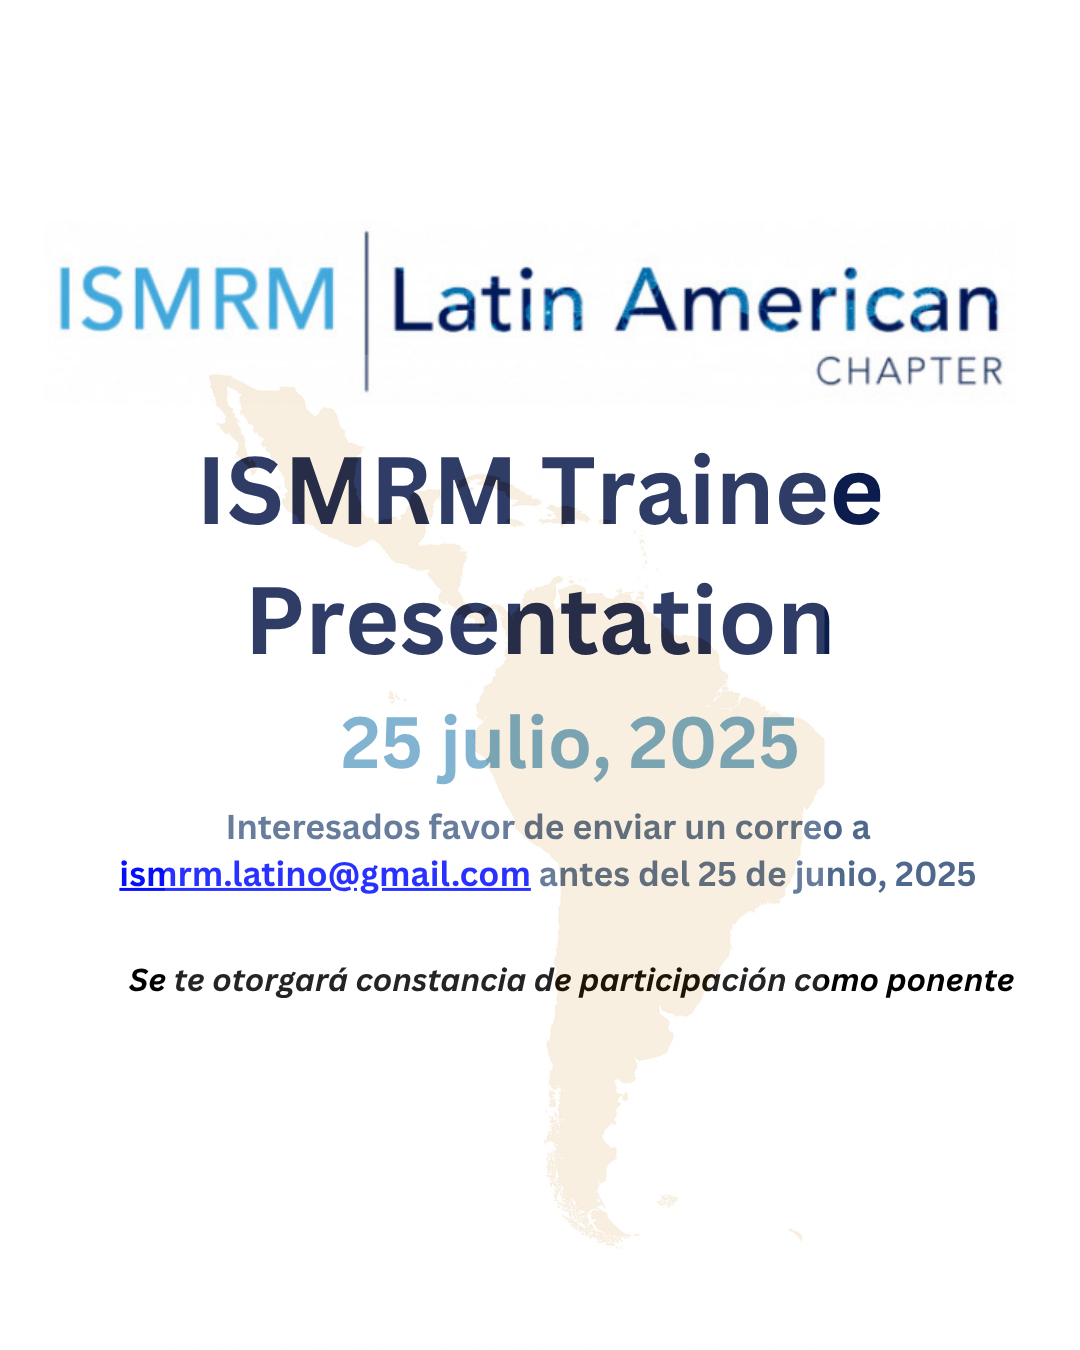 ISMRM | Latin American
CHAPTER
ISMRM Trainee
Presentation
25 julio, 2025
Interesados favor de enviar un correo a
ismrm.latino@gmail.com antes del 25 de junio, 2025
Se te otorgará constancia de participación como ponente